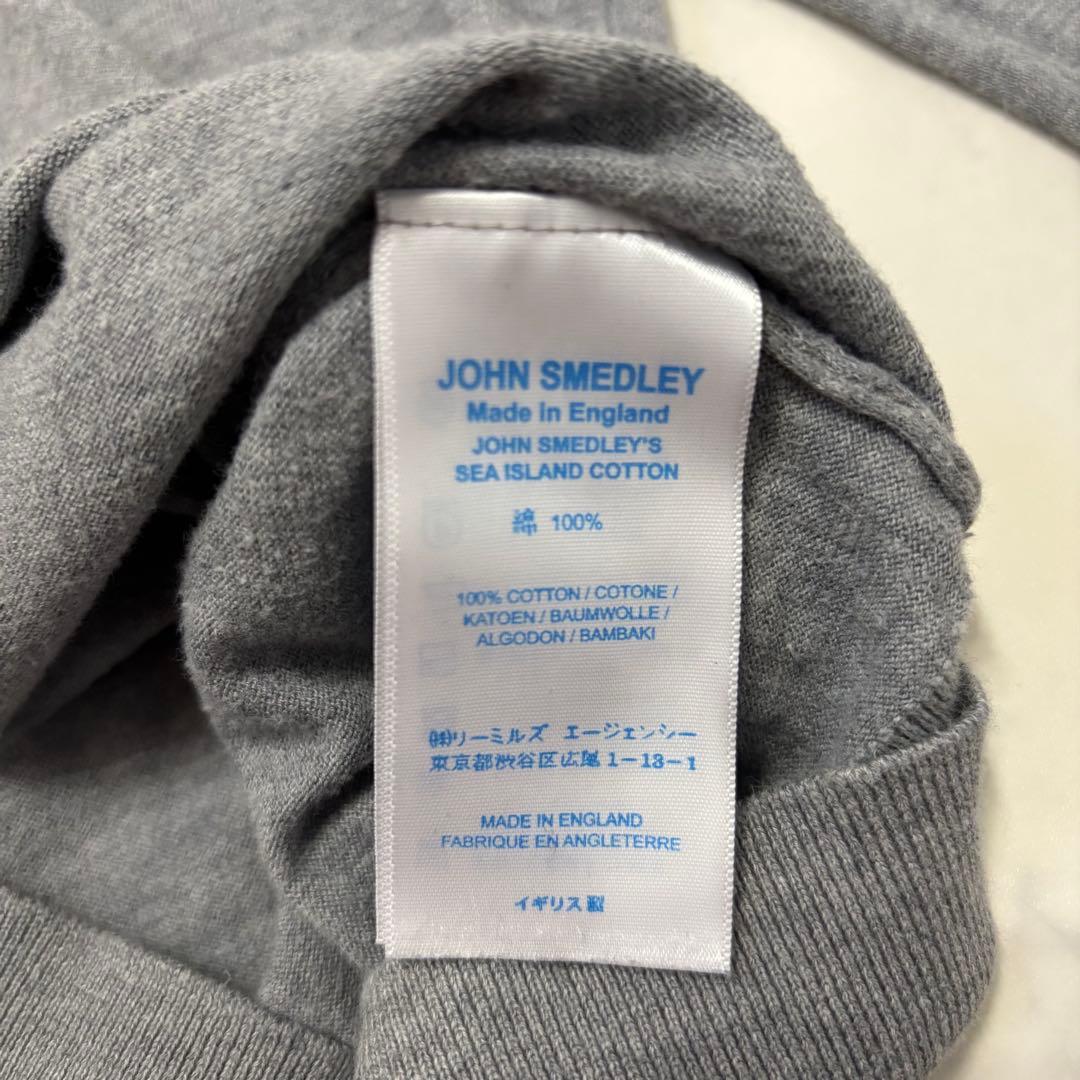 JOHN SMEDLEY
Made in England
JOHN SMEDLEY'S
SEA ISLAND COTTON
綿 100%
100% COTTON / COTONE /
KATOEN / BAUMWOLLE /
ALGODON / BAMBAKI
㈱リーミルズ エージェンシー
東京都渋谷区広尾1-13-1
MADE IN ENGLAND
FABRIQUE EN ANGLETERRE
イギリス製